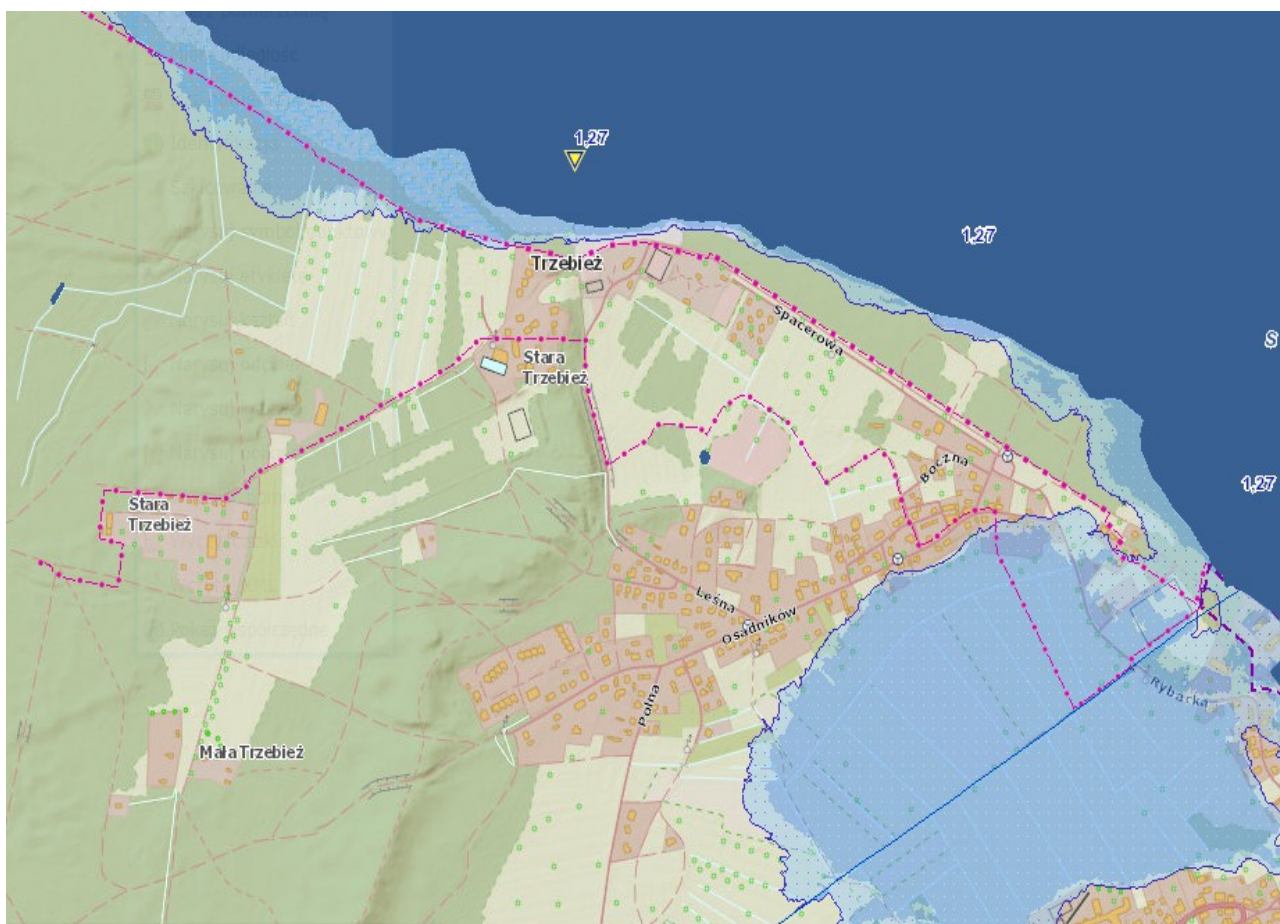 1,27
1,27
Trzebież
Spacerowa
Stara
Trzebież
Boczna
1,27
Stara
Trzebież
Leśna
Osadników
Rybacka
Polna
Mała Trzebież